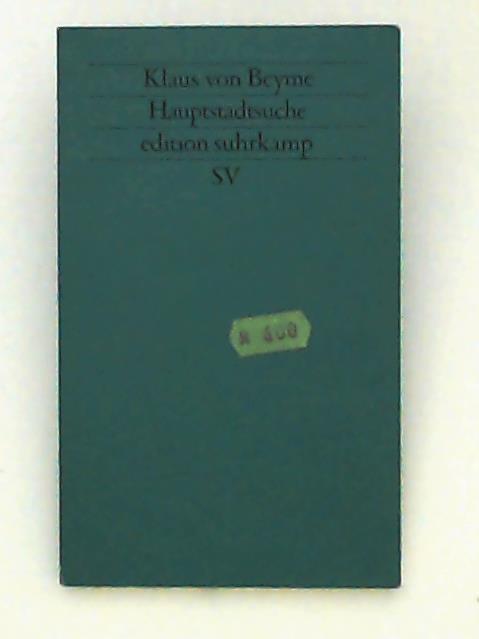 Klaus von Beyme
Hauptstadtsuche
edition suhrkamp
SV